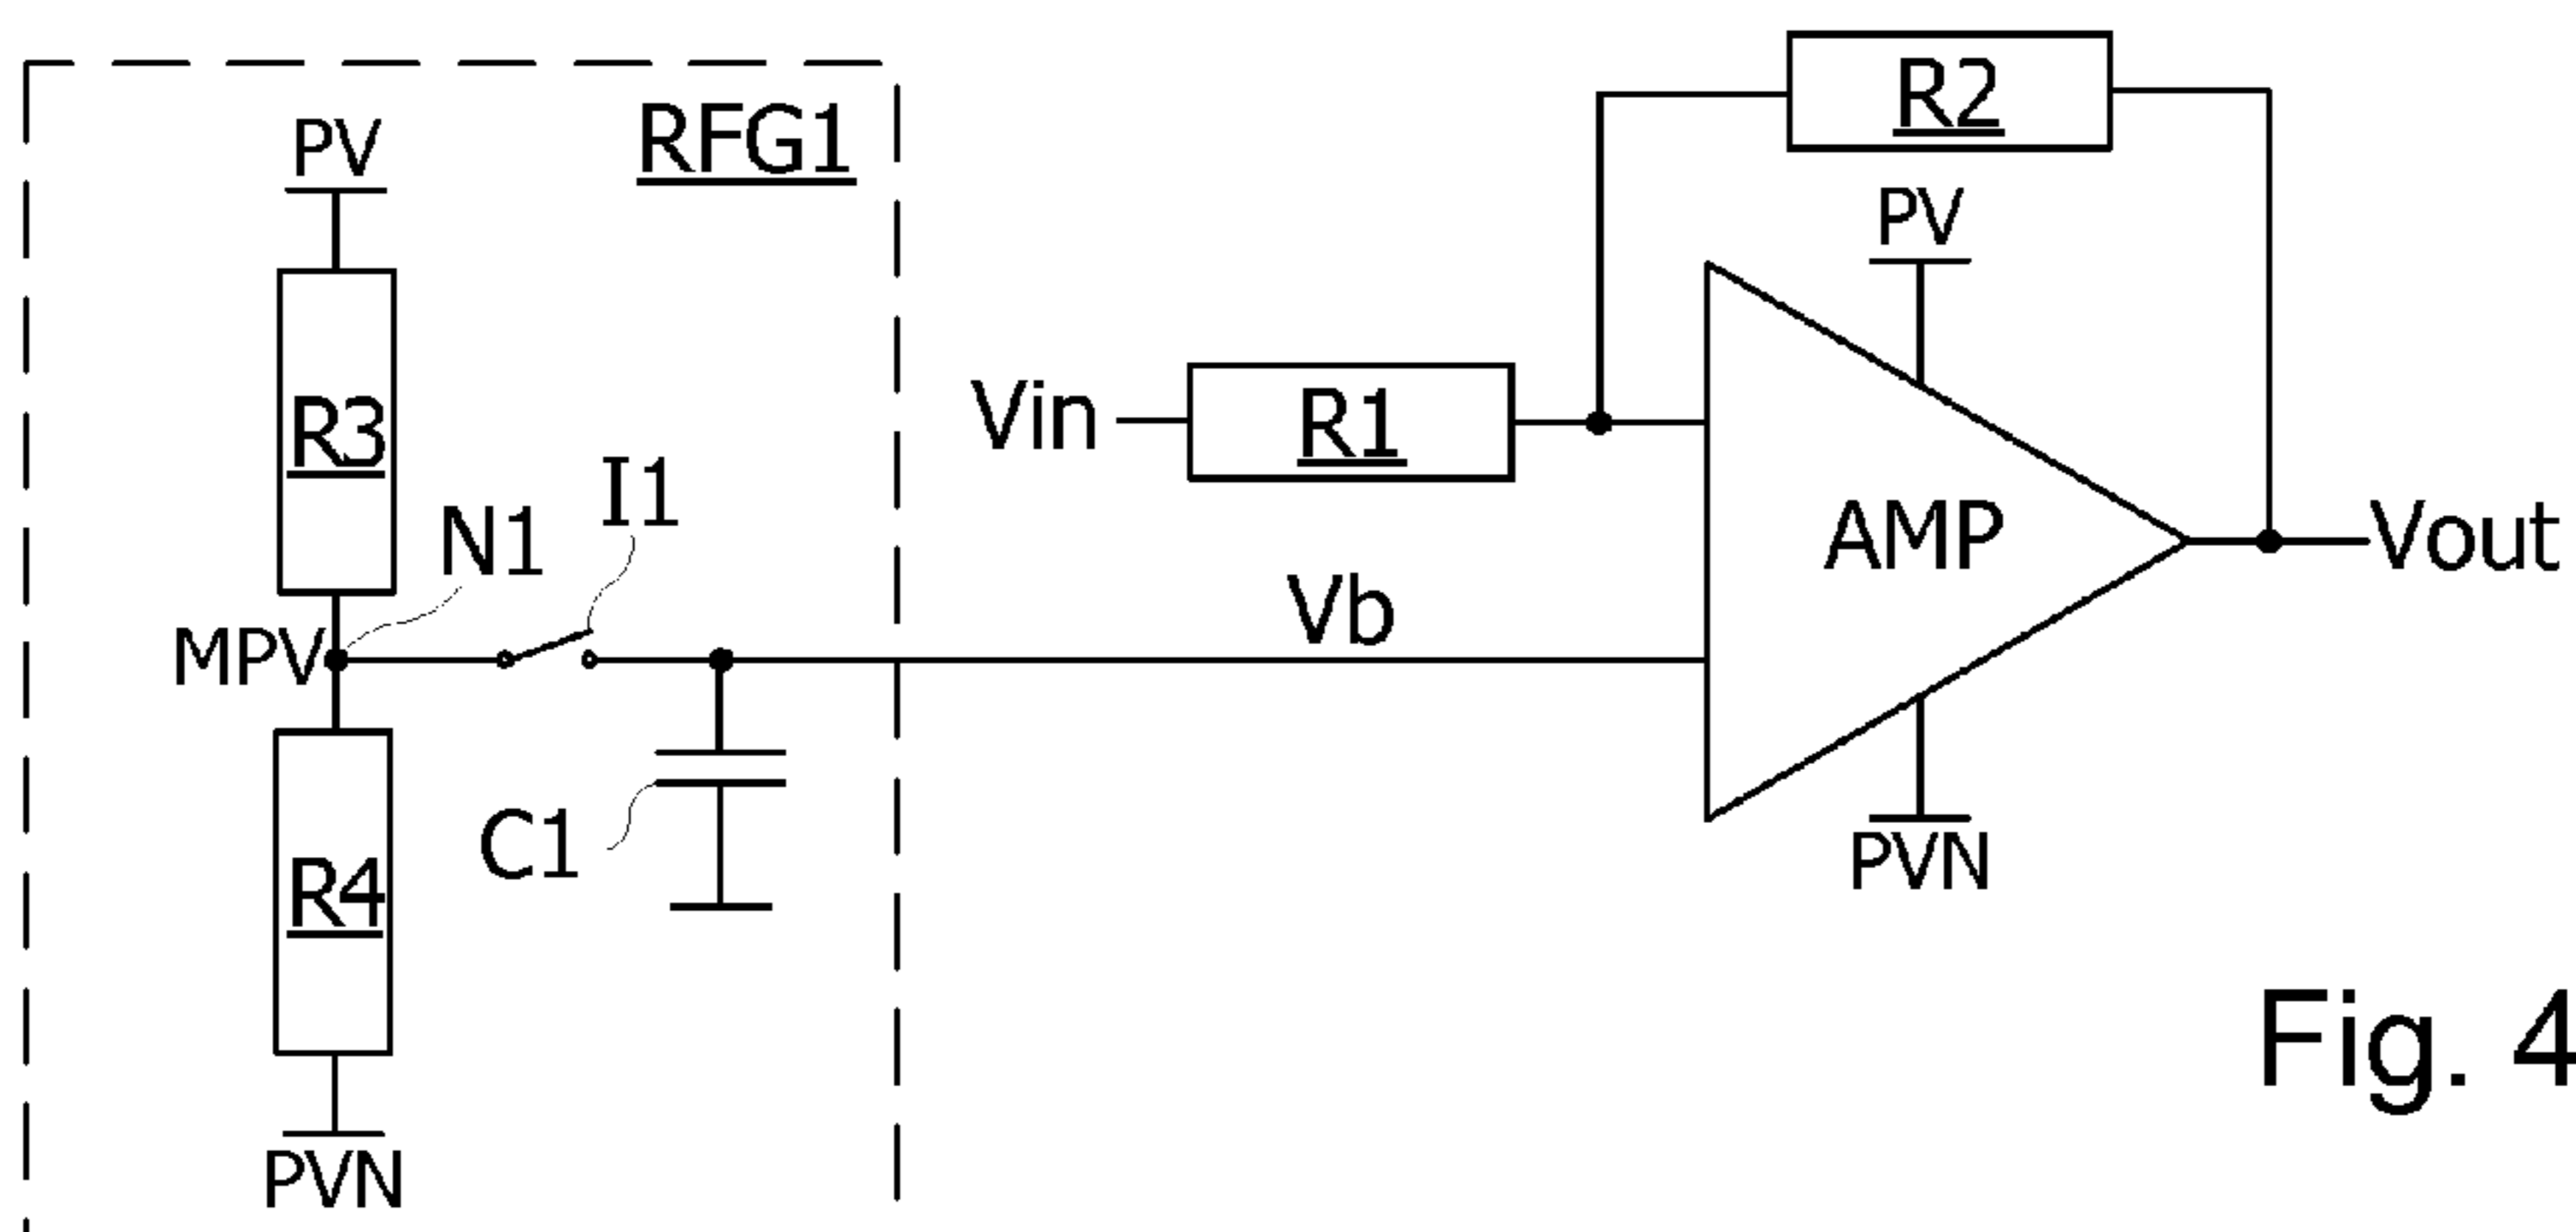 RFG1
PV
R3
N1
I1
MPV
C1
R4
PVN
Vin
R1
R2
PV
AMP
Vb
PVN
Vout
Fig. 4